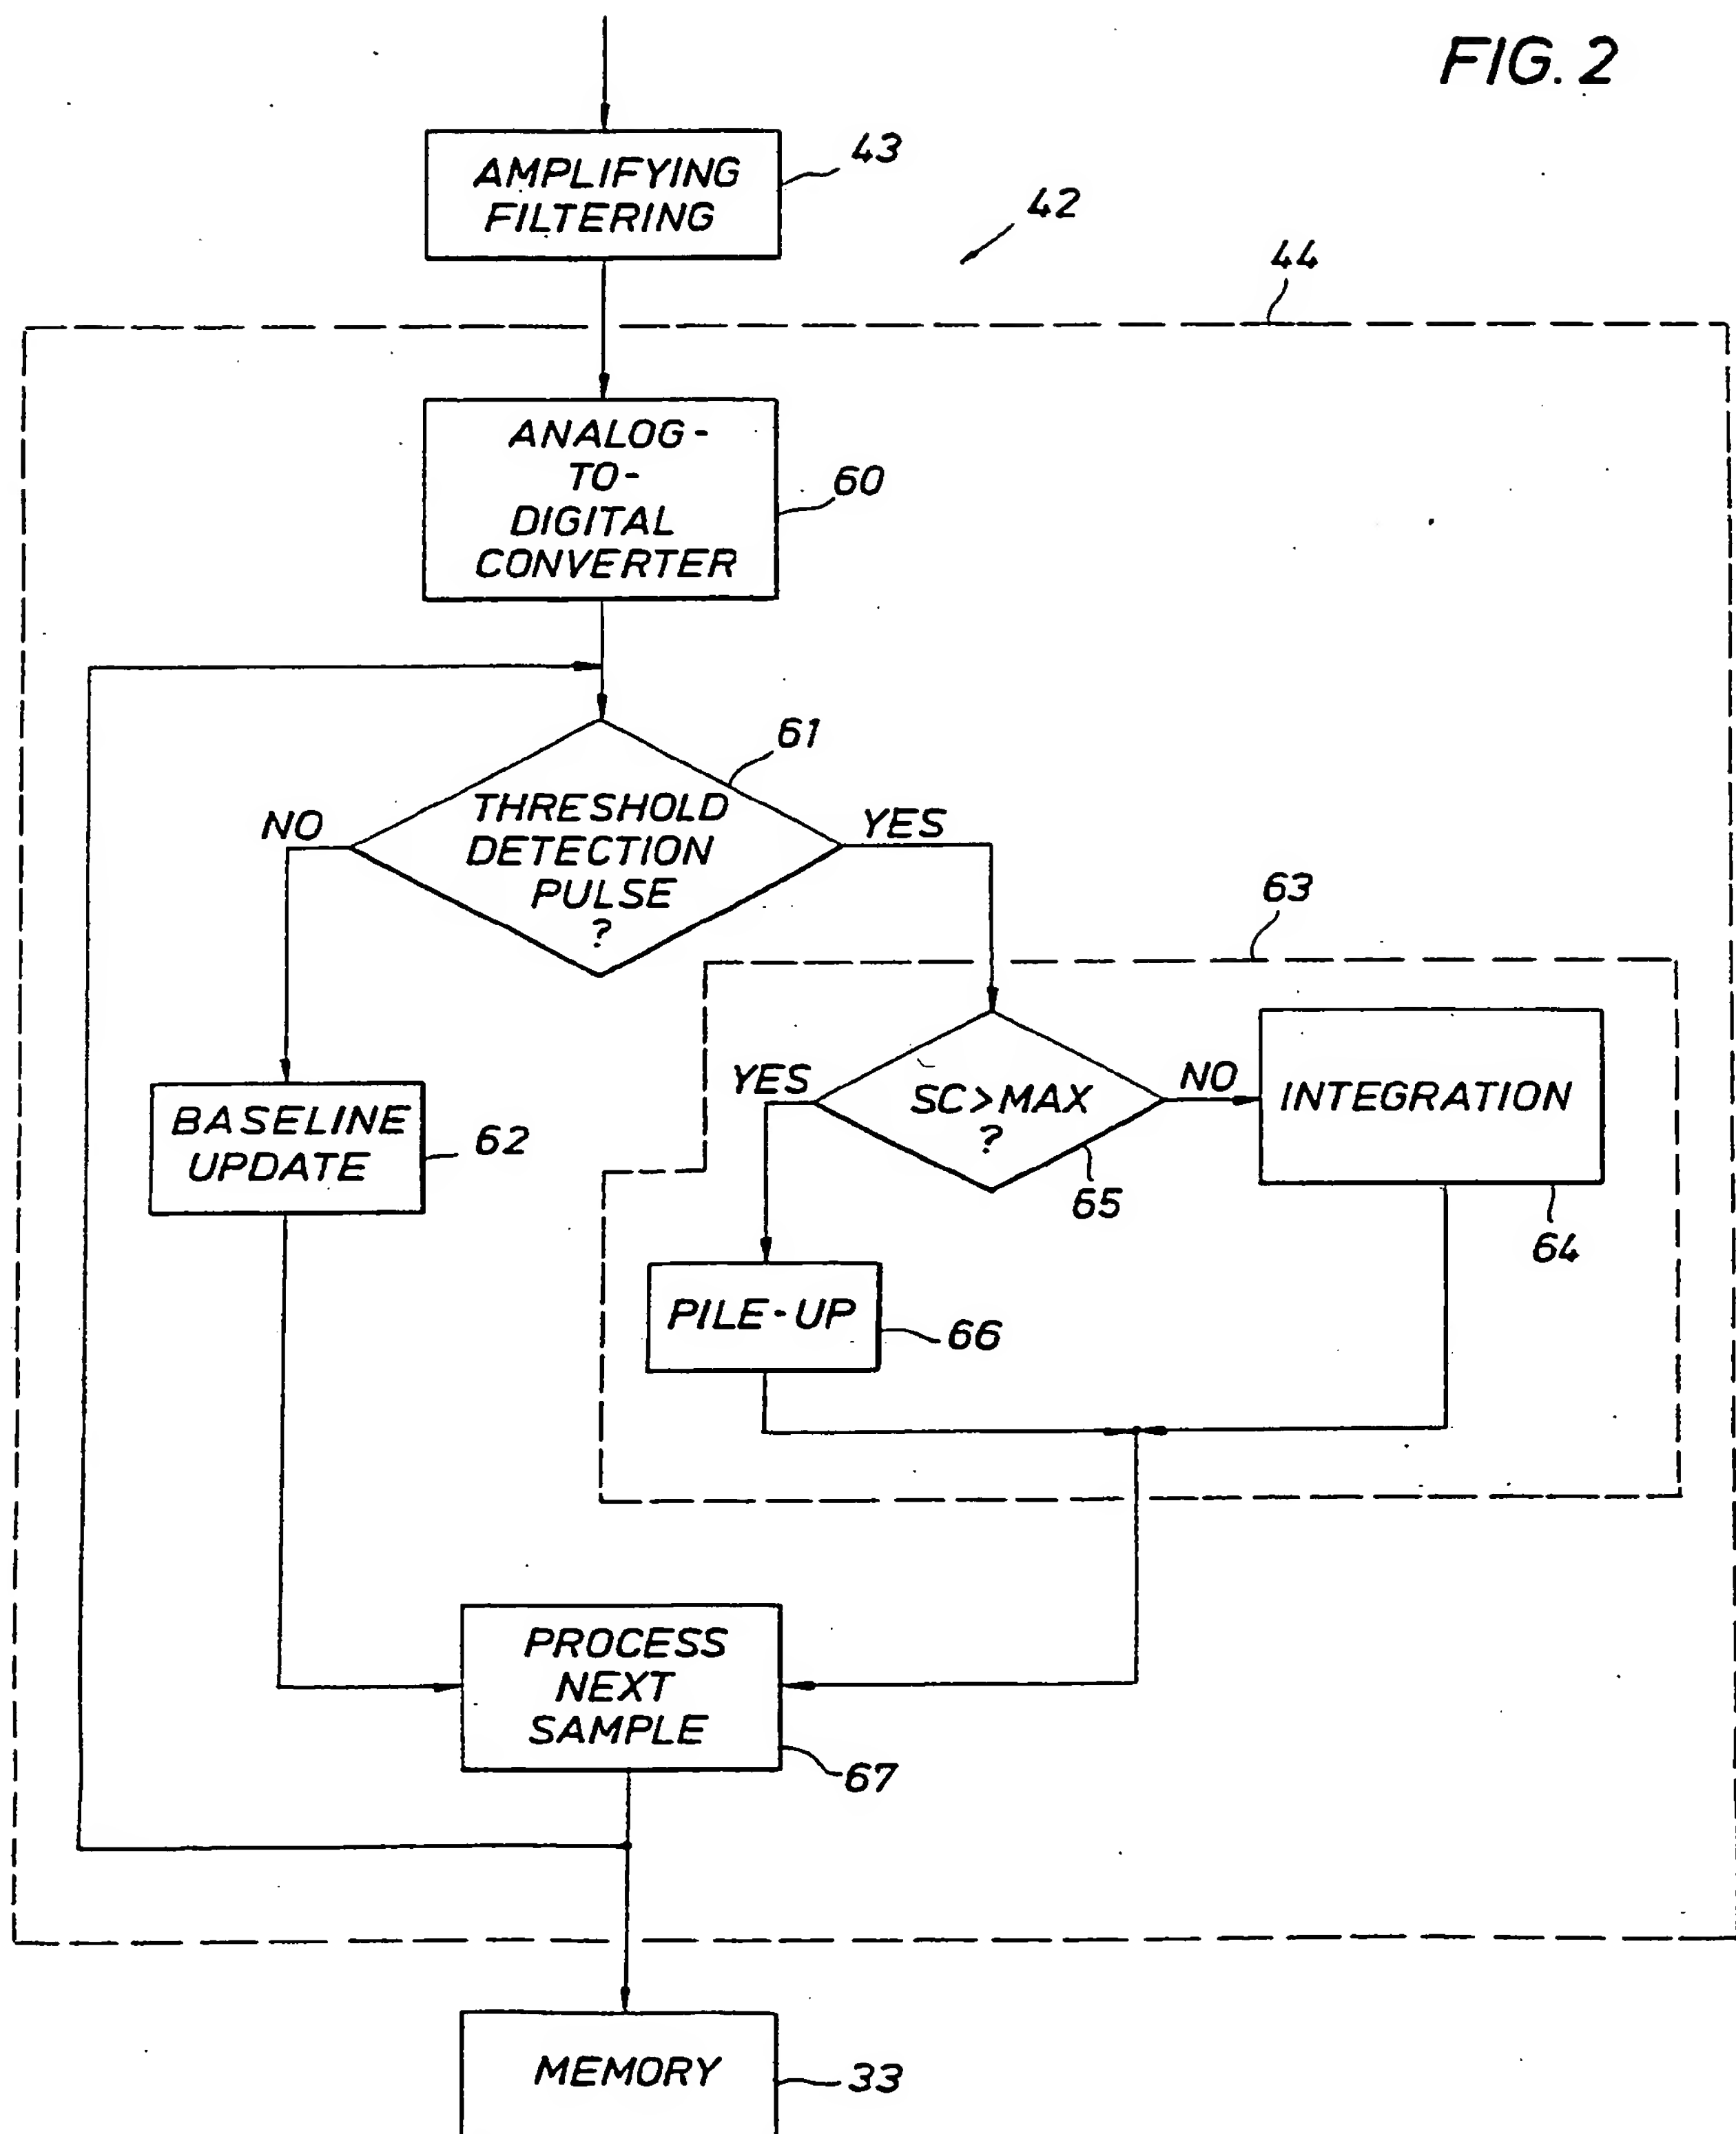 FIG. 2
AMPLIFYING
FILTERING
43
42
44
ANALOG-
TO-
DIGITAL
CONVERTER
60
61
THRESHOLD
DETECTION
PULSE
?
NO
YES
63
BASELINE
UPDATE
62
YES
SC>MAX
?
NO
65
INTEGRATION
64
PILE-UP
66
PROCESS
NEXT
SAMPLE
67
MEMORY
33